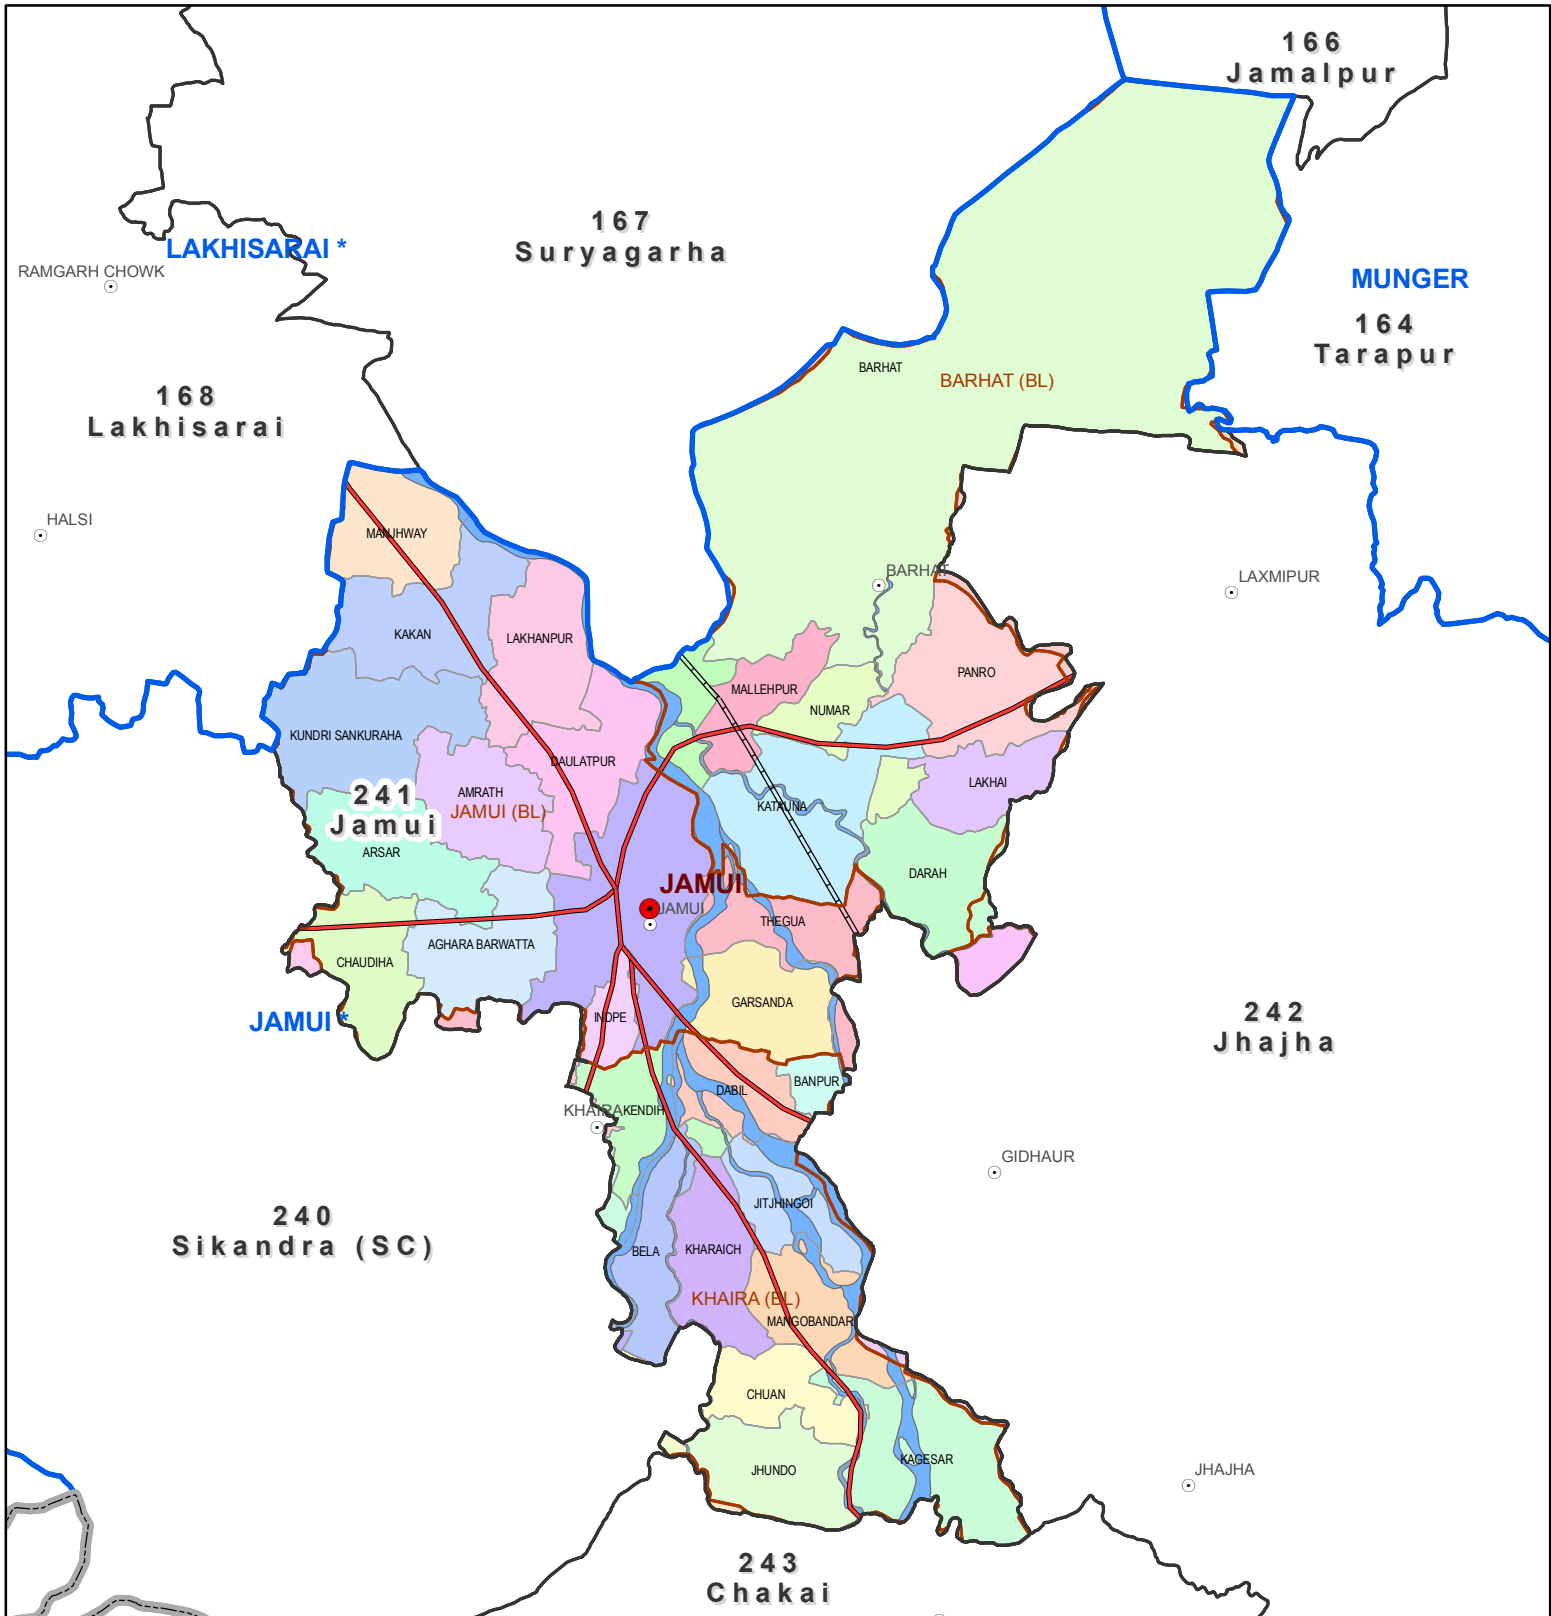 166
Jamalpur
167
Suryagarha
LAKHISARAI *
RAMGARH CHOWK
MUNGER
164
Tarapur
BARHAT
BARHAT (BL)
168
Lakhisarai
HALSI
MANJHWAY
BARHAT
LAXMIPUR
KAKAN
LAKHANPUR
PANRO
MALLEHPUR
NUMAR
KUNDRI SANKURAHA
DAULATPUR
LAKHAI
AMRATH
241
Jamui
JAMUI (BL)
KATAUNA
ARSAR
DARAH
JAMUI
JAMUI
THEGUA
AGHARA BARWATTA
CHAUDIHA
GARSANDA
INDPE
JAMUI *
242
Jhajha
BANPUR
DABIL
KHAIRA
KENDIH
GIDHAUR
JITJHINGOI
240
Sikandra (SC)
BELA
KHARAICH
KHAIRA (BL)
MANGOBANDAR
CHUAN
KAGESAR
JHUNDO
JHAJHA
243
Chakai